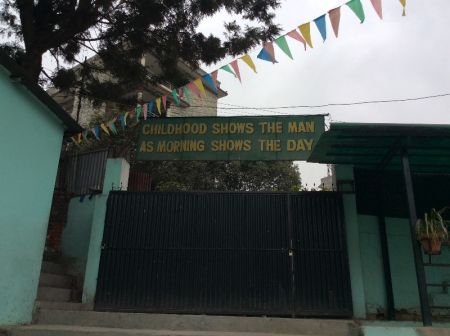 CHILDHOOD SHOWS THE MAN
AS MORNING SHOWS THE DAY